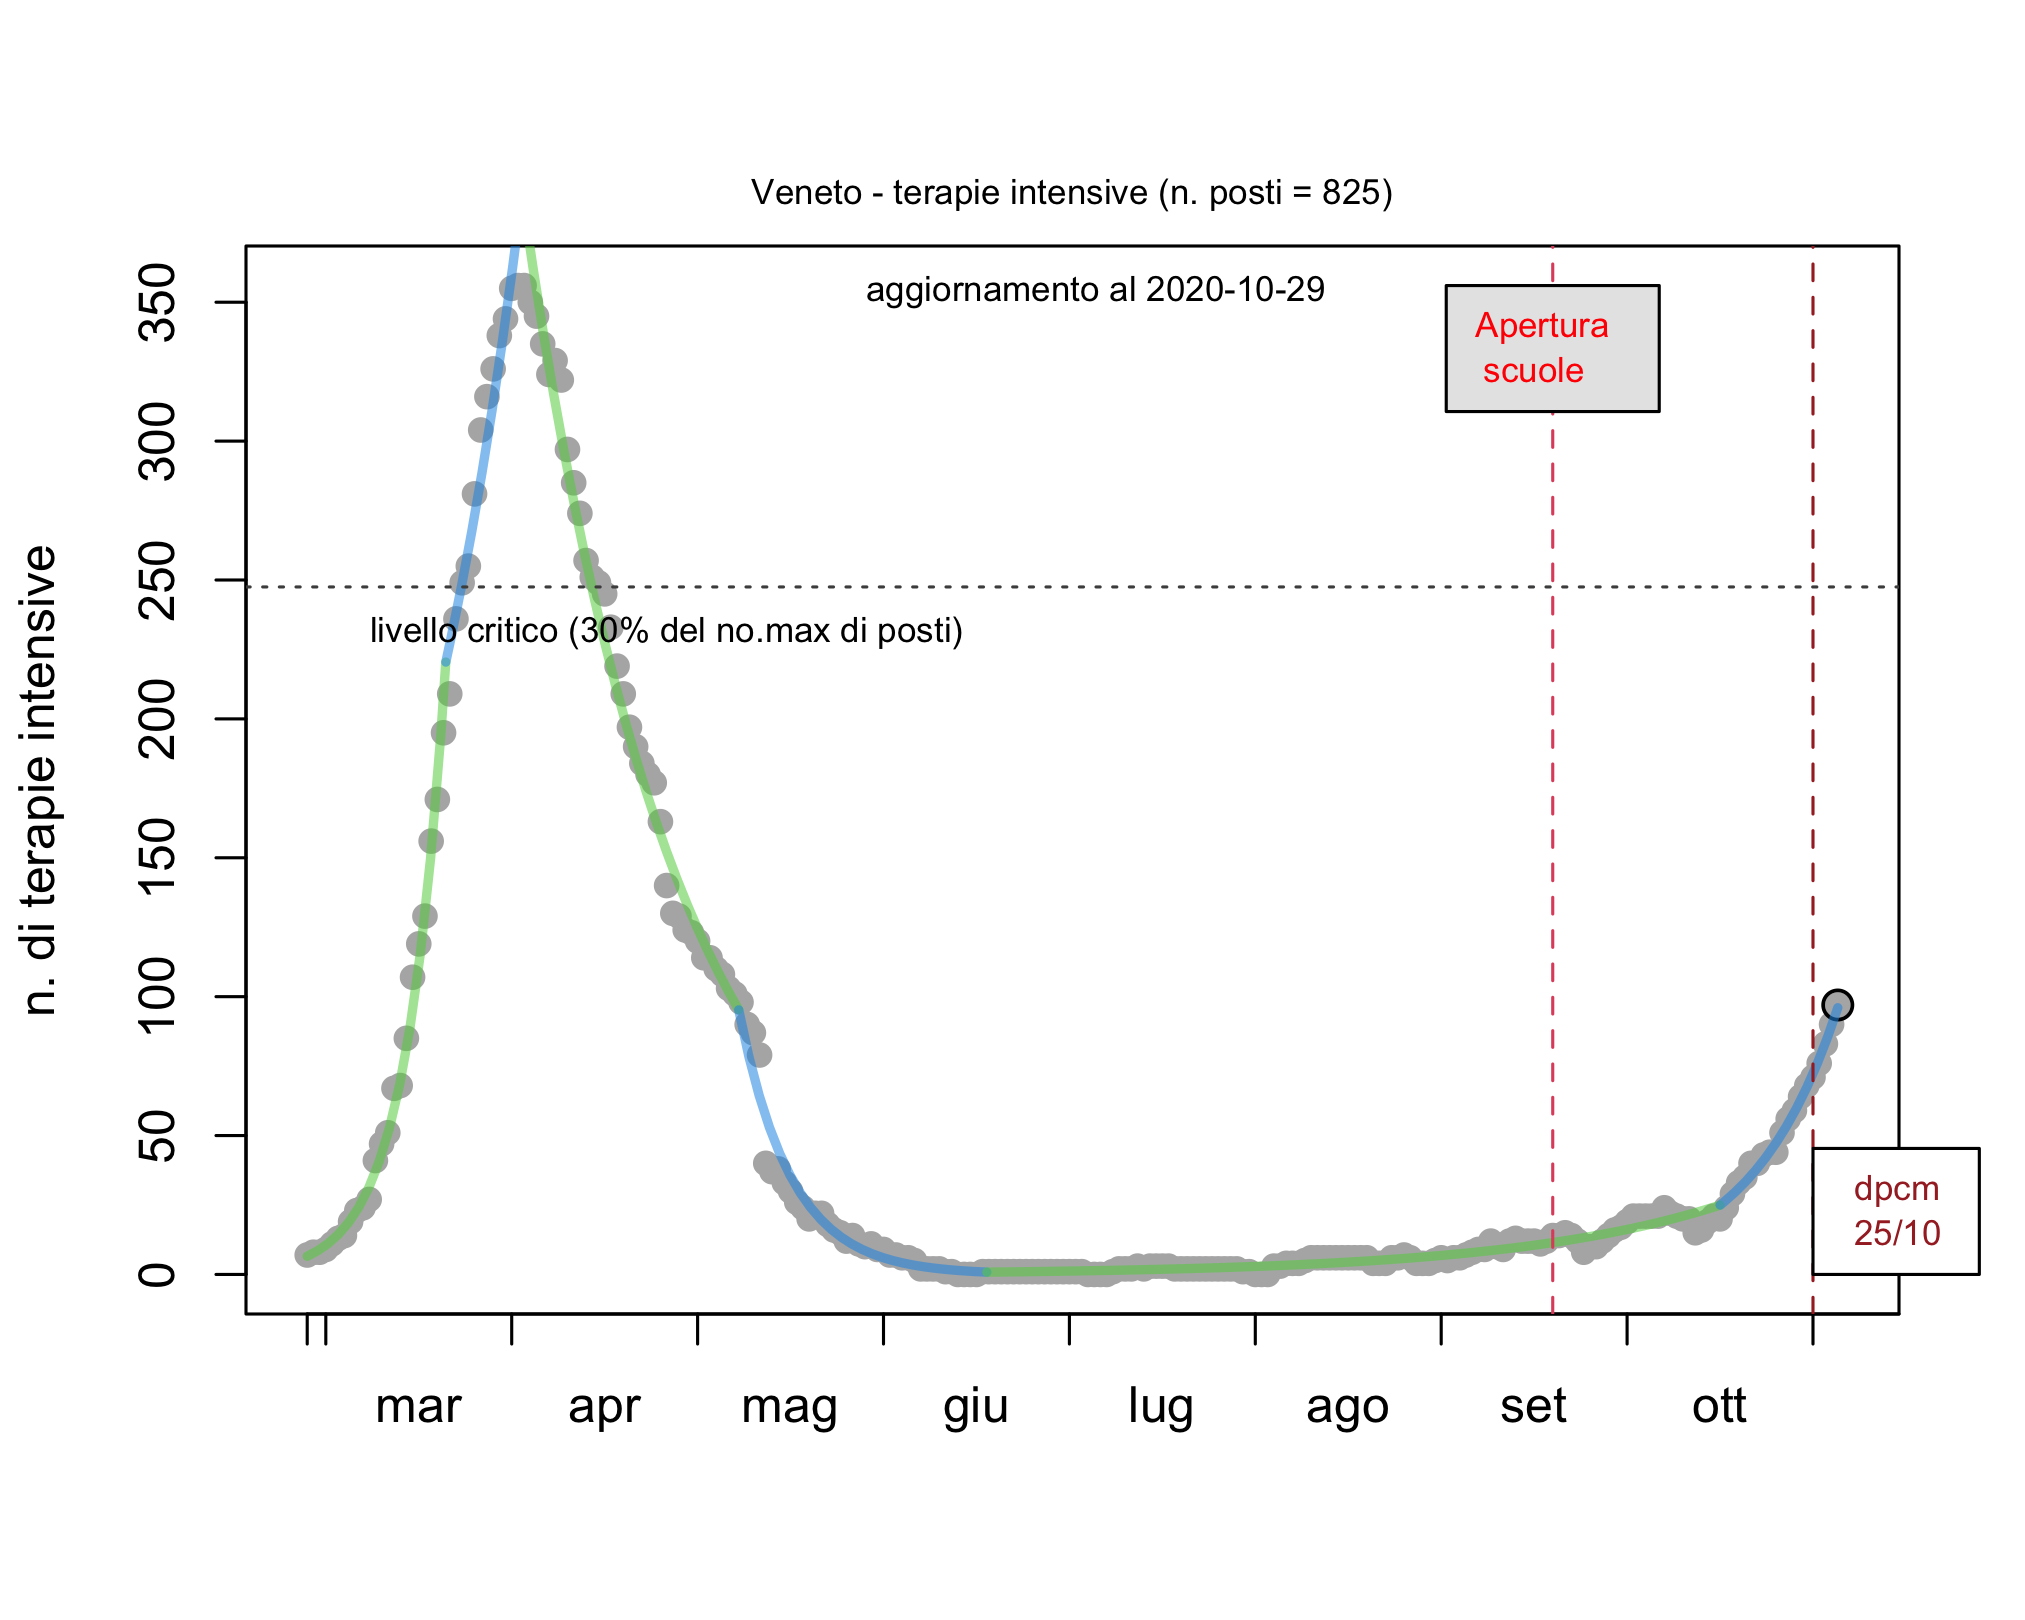 Veneto - terapie intensive (n. posti = 825)
aggiornamento al 2020-10-29
Apertura
scuole
livello critico (30% del no.max di posti)
dpcm
25/10
n. di terapie intensive
350
300
250
200
150
100
50
0
mar apr mag giu lug ago set ott